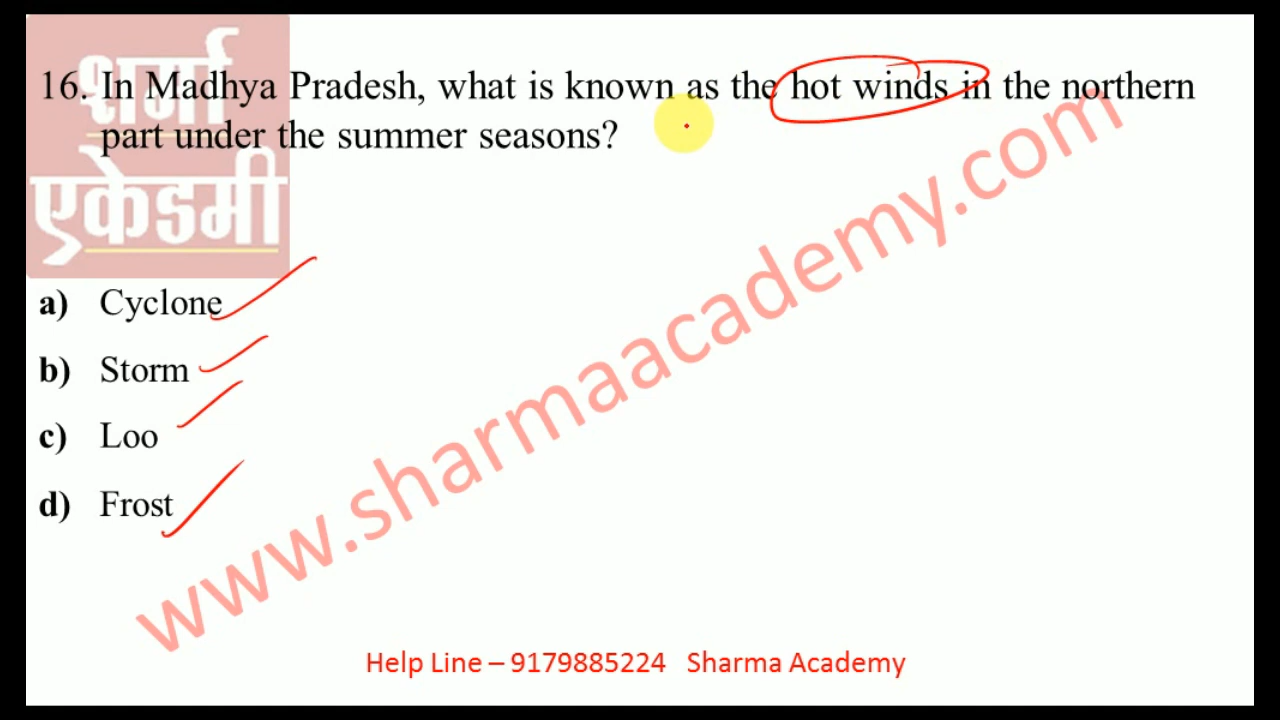 शर्मा
एकेडमी
16. In Madhya Pradesh, what is known as the hot winds in the northern
part under the summer seasons?
a) Cyclone
b) Storm
c) Loo
d) Frost
www.sharmaacademy.com
Help Line – 9179885224 Sharma Academy